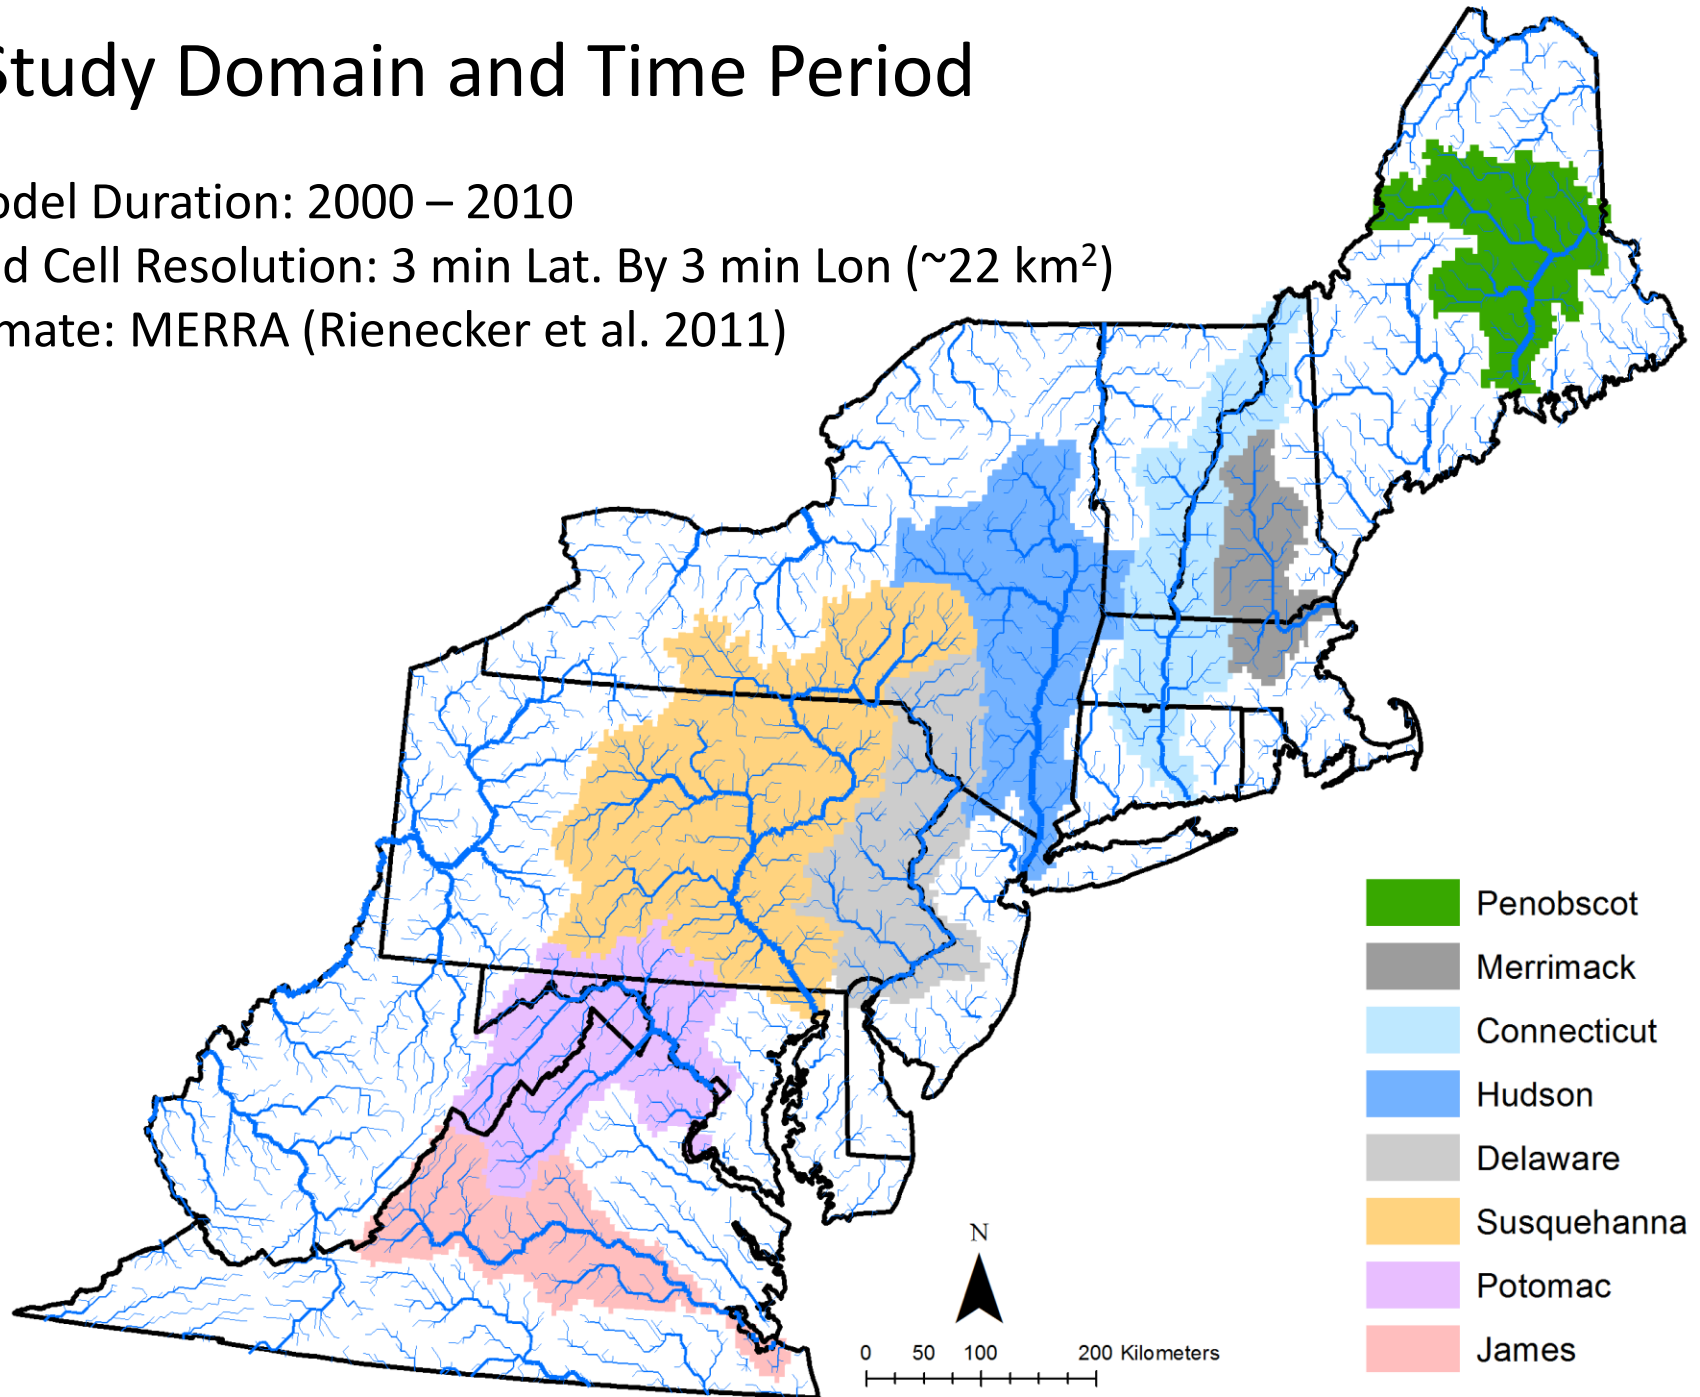 Study Domain and Time Period
odel Duration: 2000 – 2010
d Cell Resolution: 3 min Lat. By 3 min Lon (~22 km²)
mate: MERRA (Rienecker et al. 2011)
Penobscot
Merrimack
Connecticut
Hudson
Delaware
Susquehanna
Potomac
James
N
0 50 100 200 Kilometers